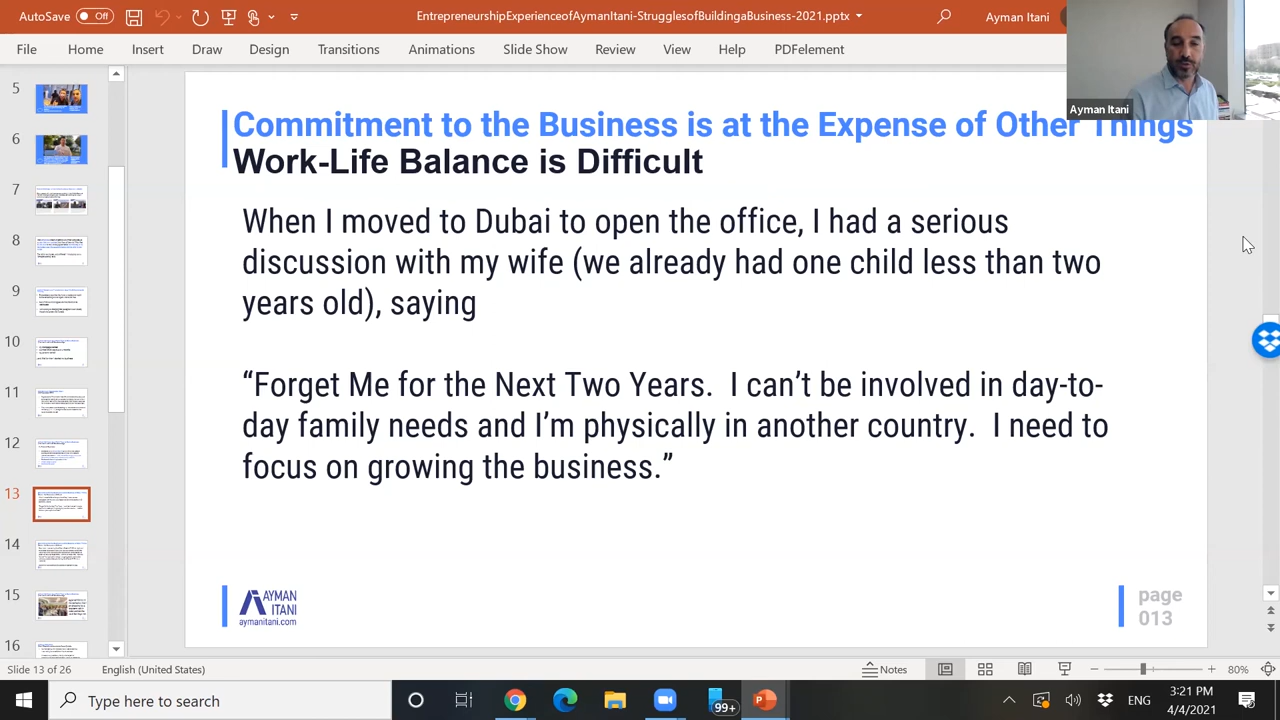 AutoSave Off
EntrepreneurshipExperienceofAymanItani-StrugglesofBuildingaBusiness-2021.pptx
Ayman Itani
File Home Insert Draw Design Transitions Animations Slide Show Review View Help PDFelement
Ayman Itani
5
6
7
9
10
11
12
13
14
15
16
Commitment to the Business is at the Expense of Other Things
Work-Life Balance is Difficult
When I moved to Dubai to open the office, I had a serious
discussion with my wife (we already had one child less than two
years old), saying
“Forget Me for the Next Two Years.  I can’t be involved in day-to-
day family needs and I’m physically in another country.  I need to
focus on growing the business.”
AYMAN
ITANI
aymanitani.com
page
013
Slide 13 of 26 English (United States) Notes 80%
Type here to search
99+
ENG
3:21 PM
4/4/2021